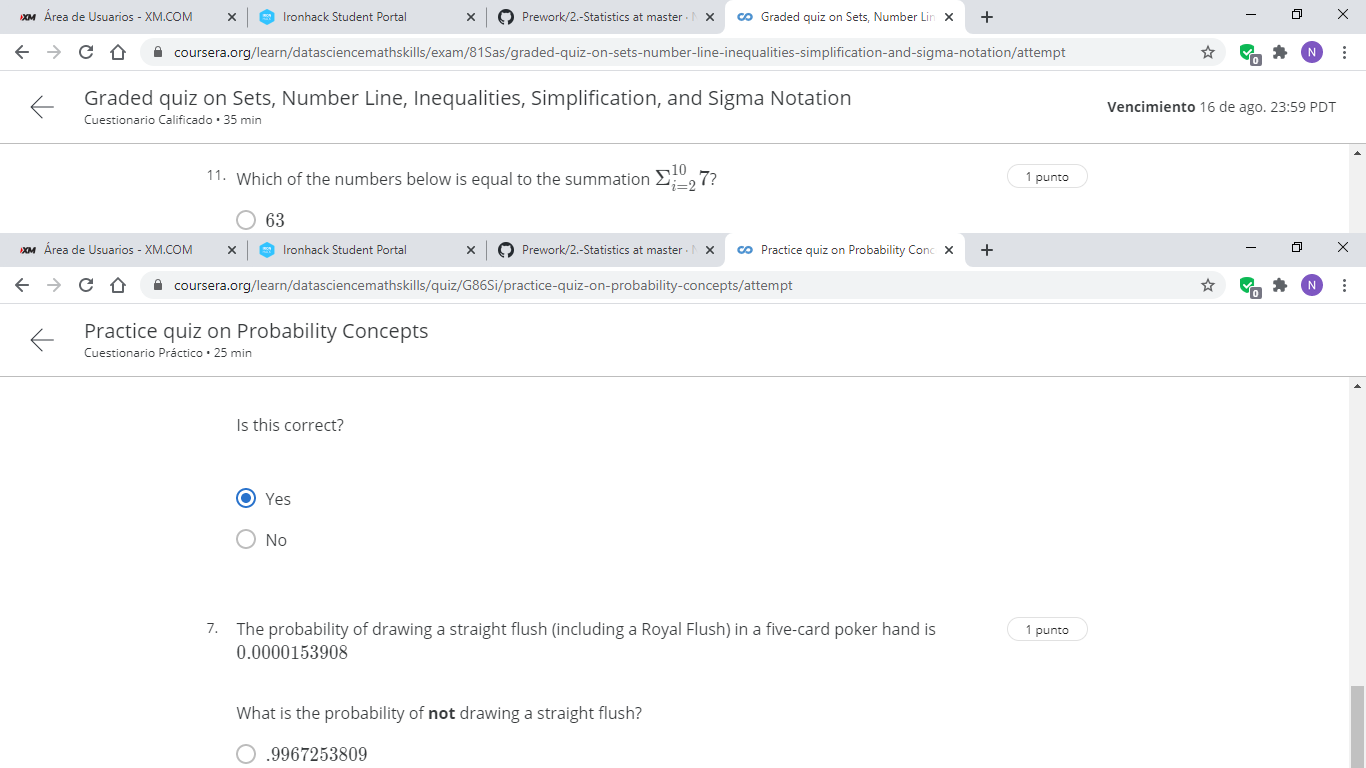 XM Área de Usuarios - XM.COM
Ironhack Student Portal
Prework/2.-Statistics at master ·
Graded quiz on Sets, Number Lin
coursera.org/learn/datasciencemathskills/exam/81Sas/graded-quiz-on-sets-number-line-inequalities-simplification-and-sigma-notation/attempt
0
N
Graded quiz on Sets, Number Line, Inequalities, Simplification, and Sigma Notation
Cuestionario Calificado • 35 min
Vencimiento 16 de ago. 23:59 PDT
11. Which of the numbers below is equal to the summation Σ_{i=2}^{10} 7?
1 punto
63
XM Área de Usuarios - XM.COM
Ironhack Student Portal
Prework/2.-Statistics at master ·
Practice quiz on Probability Conc
coursera.org/learn/datasciencemathskills/quiz/G86Si/practice-quiz-on-probability-concepts/attempt
0
N
Practice quiz on Probability Concepts
Cuestionario Práctico • 25 min
Is this correct?
Yes
No
7. The probability of drawing a straight flush (including a Royal Flush) in a five-card poker hand is
1 punto
0.0000153908
What is the probability of not drawing a straight flush?
.9967253809